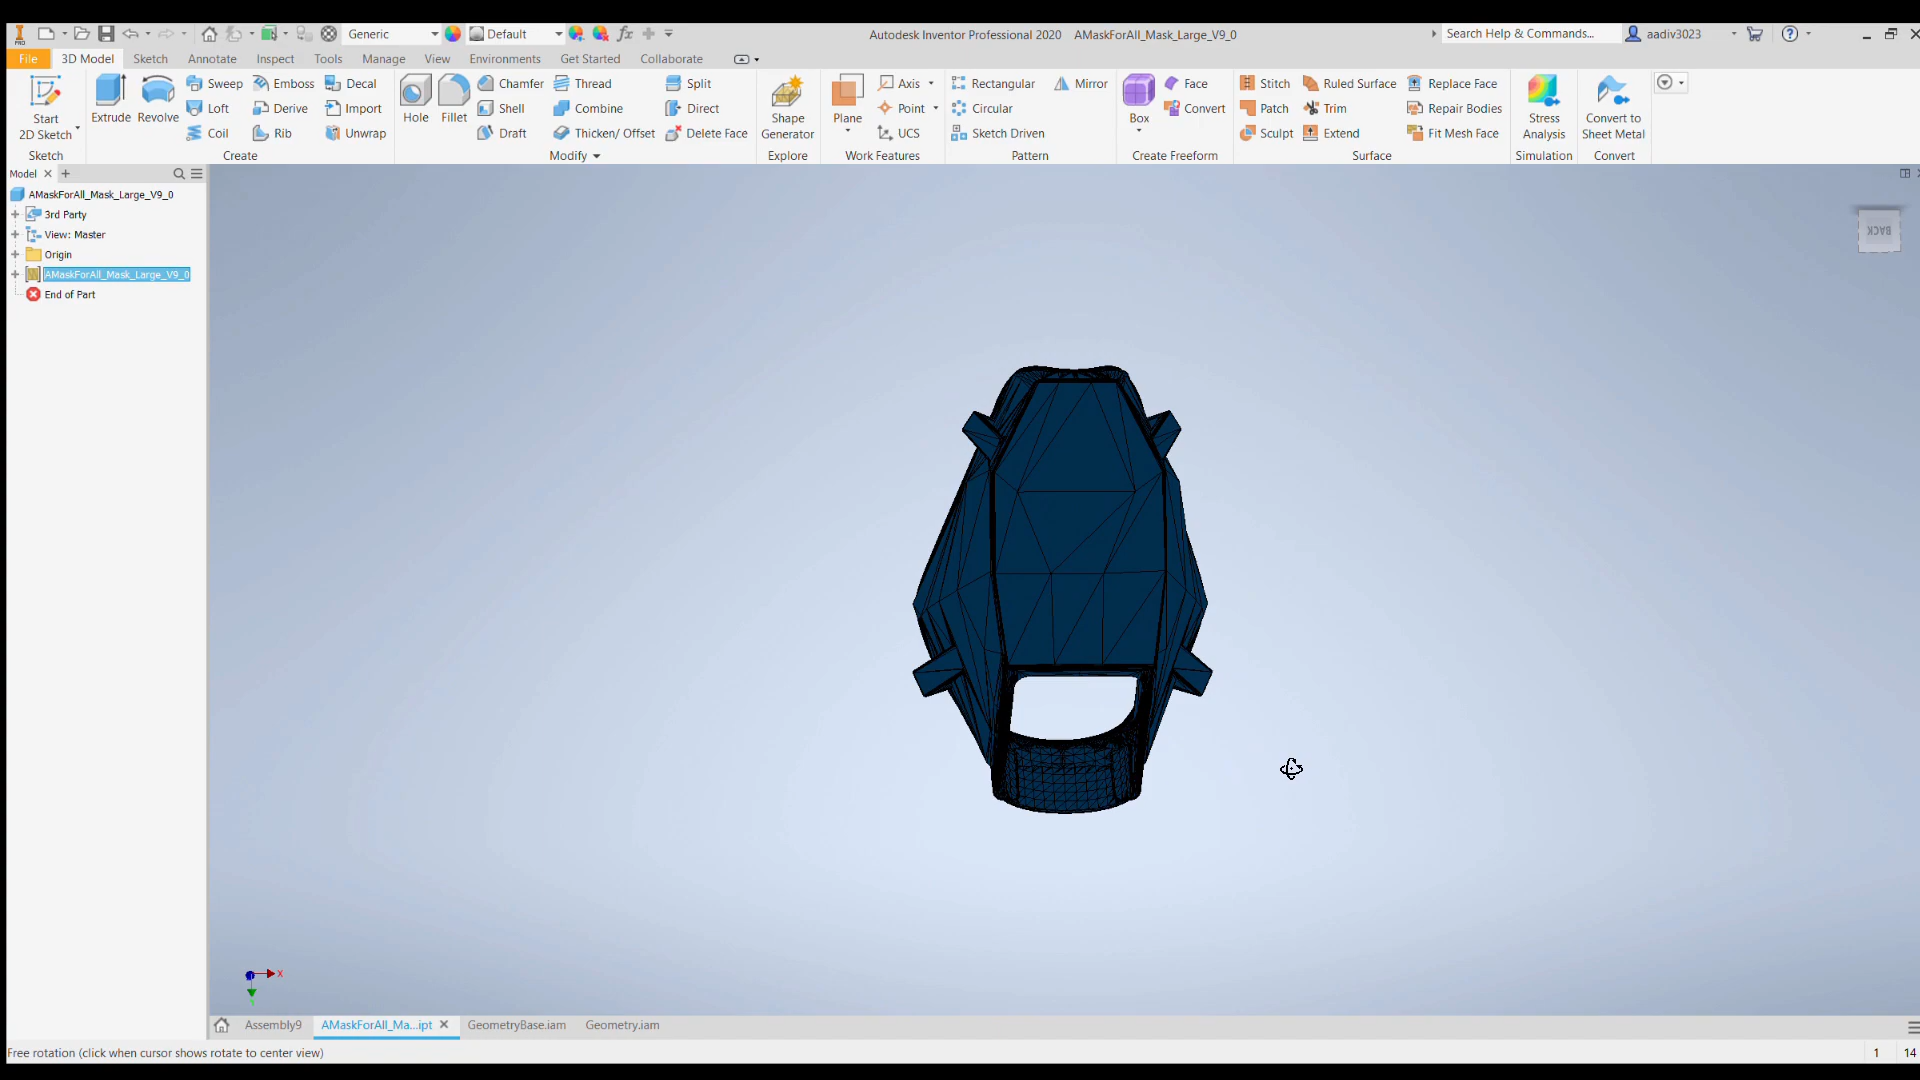 PRO
Generic
Default
fx
Autodesk Inventor Professional 2020 AMaskForAll_Mask_Large_V9_0
Search Help & Commands...
aadiv3023
File 3D Model Sketch Annotate Inspect Tools Manage View Environments Get Started Collaborate
Start
2D Sketch
Sketch
Extrude
Revolve
Sweep
Loft
Coil
Emboss
Derive
Rib
Decal
Import
Unwrap
Create
Hole
Fillet
Chamfer
Shell
Draft
Thread
Combine
Thicken/ Offset
Split
Direct
Delete Face
Modify
Shape
Generator
Explore
Plane
Axis
Point
UCS
Work Features
Rectangular
Circular
Sketch Driven
Mirror
Pattern
Box
Face
Convert
Create Freeform
Stitch
Patch
Sculpt
Ruled Surface
Trim
Extend
Replace Face
Repair Bodies
Fit Mesh Face
Surface
Stress
Analysis
Simulation
Convert to
Sheet Metal
Convert
Model
AMaskForAll_Mask_Large_V9_0
3rd Party
View: Master
Origin
AMaskForAll_Mask_Large_V9_0
End of Part
BACK
X
Assembly9 AMaskForAll_Ma...ipt GeometryBase.iam Geometry.iam
Free rotation (click when cursor shows rotate to center view)
1 14